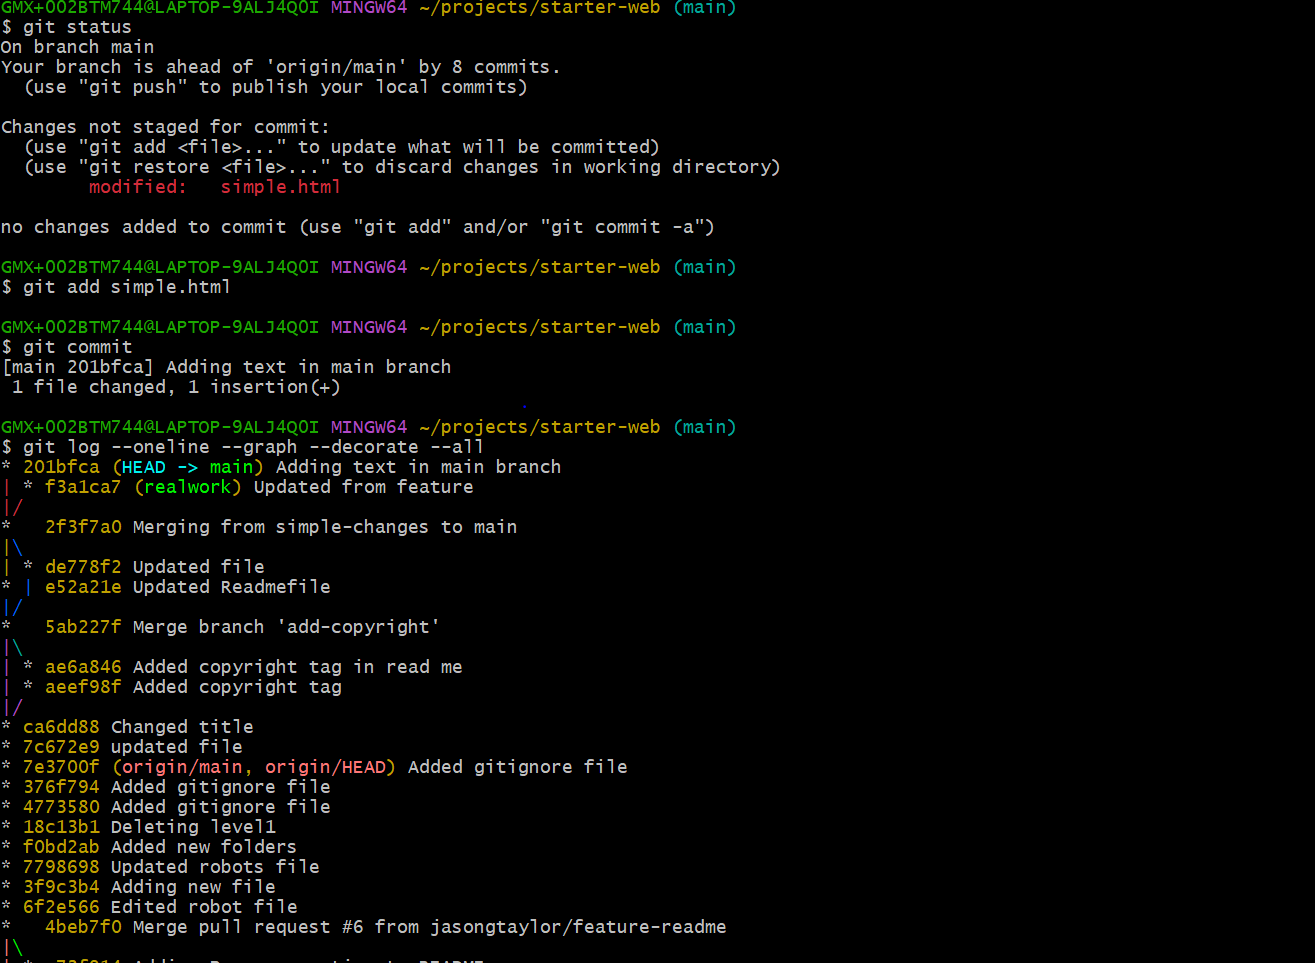 GMX+002BTM744@LAPTOP-9ALJ4Q0I MINGW64 ~/projects/starter-web (main)
$ git status
On branch main
Your branch is ahead of 'origin/main' by 8 commits.
  (use "git push" to publish your local commits)

Changes not staged for commit:
  (use "git add <file>..." to update what will be committed)
  (use "git restore <file>..." to discard changes in working directory)
        modified:   simple.html

no changes added to commit (use "git add" and/or "git commit -a")

GMX+002BTM744@LAPTOP-9ALJ4Q0I MINGW64 ~/projects/starter-web (main)
$ git add simple.html

GMX+002BTM744@LAPTOP-9ALJ4Q0I MINGW64 ~/projects/starter-web (main)
$ git commit
[main 201bfca] Adding text in main branch
 1 file changed, 1 insertion(+)

GMX+002BTM744@LAPTOP-9ALJ4Q0I MINGW64 ~/projects/starter-web (main)
$ git log --oneline --graph --decorate --all
* 201bfca (HEAD -> main) Adding text in main branch
| * f3a1ca7 (realwork) Updated from feature
|/
*   2f3f7a0 Merging from simple-changes to main
|\
| * de778f2 Updated file
* | e52a21e Updated Readmefile
|/
*   5ab227f Merge branch 'add-copyright'
|\
| * ae6a846 Added copyright tag in read me
| * aeef98f Added copyright tag
|/
* ca6dd88 Changed title
* 7c672e9 updated file
* 7e3700f (origin/main, origin/HEAD) Added gitignore file
* 376f794 Added gitignore file
* 4773580 Added gitignore file
* 18c13b1 Deleting level1
* f0bd2ab Added new folders
* 7798698 Updated robots file
* 3f9c3b4 Adding new file
* 6f2e566 Edited robot file
*   4beb7f0 Merge pull request #6 from jasongtaylor/feature-readme
|\